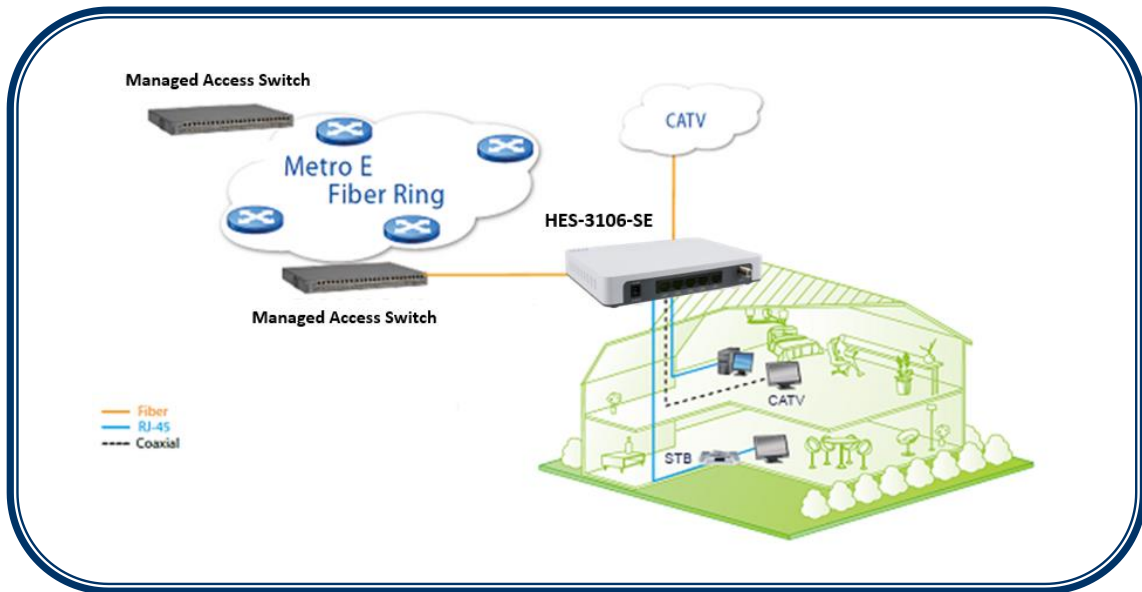 Managed Access Switch
CATV
Metro E
Fiber Ring
HES-3106-SE
Managed Access Switch
CATV
STB
Fiber
RJ-45
Coaxial